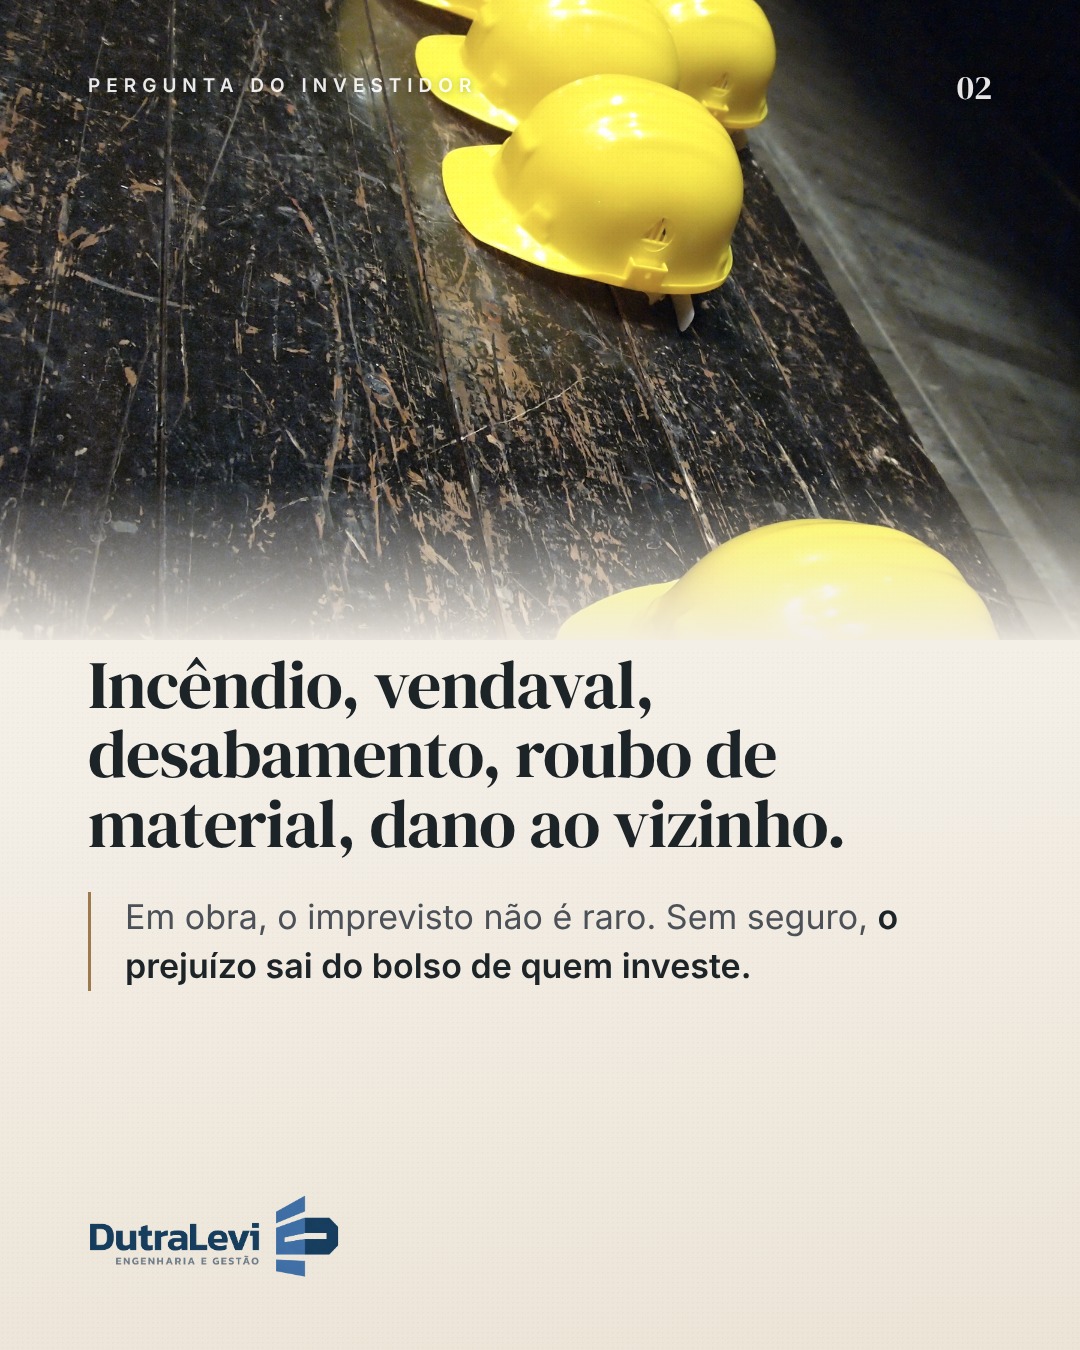 PERGUNTA DO INVESTIDOR
02
Incêndio, vendaval,
desabamento, roubo de
material, dano ao vizinho.
Em obra, o imprevisto não é raro. Sem seguro, o
prejuízo sai do bolso de quem investe.
DutraLevi
ENGENHARIA E GESTÃO